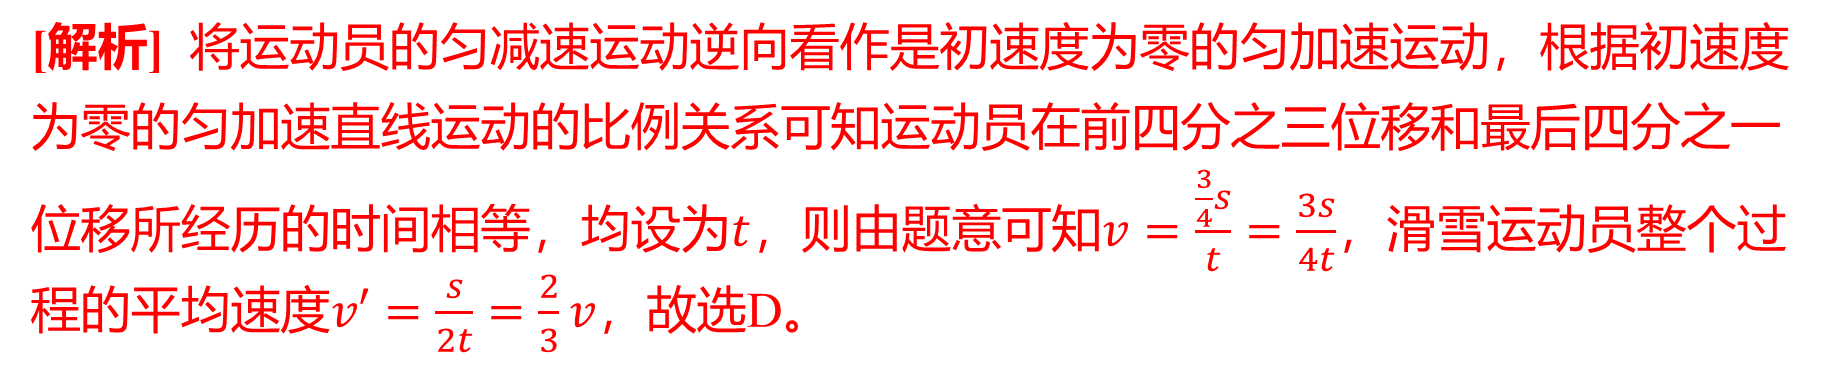 [解析] 将运动员的匀减速运动逆向看作是初速度为零的匀加速运动，根据初速度
为零的匀加速直线运动的比例关系可知运动员在前四分之三位移和最后四分之一
位移所经历的时间相等，均设为$t$，则由题意可知$v=\frac{\frac{3}{4}s}{t}=\frac{3s}{4t}$，滑雪运动员整个过
程的平均速度$v'=\frac{s}{2t}=\frac{2}{3}v$，故选D。